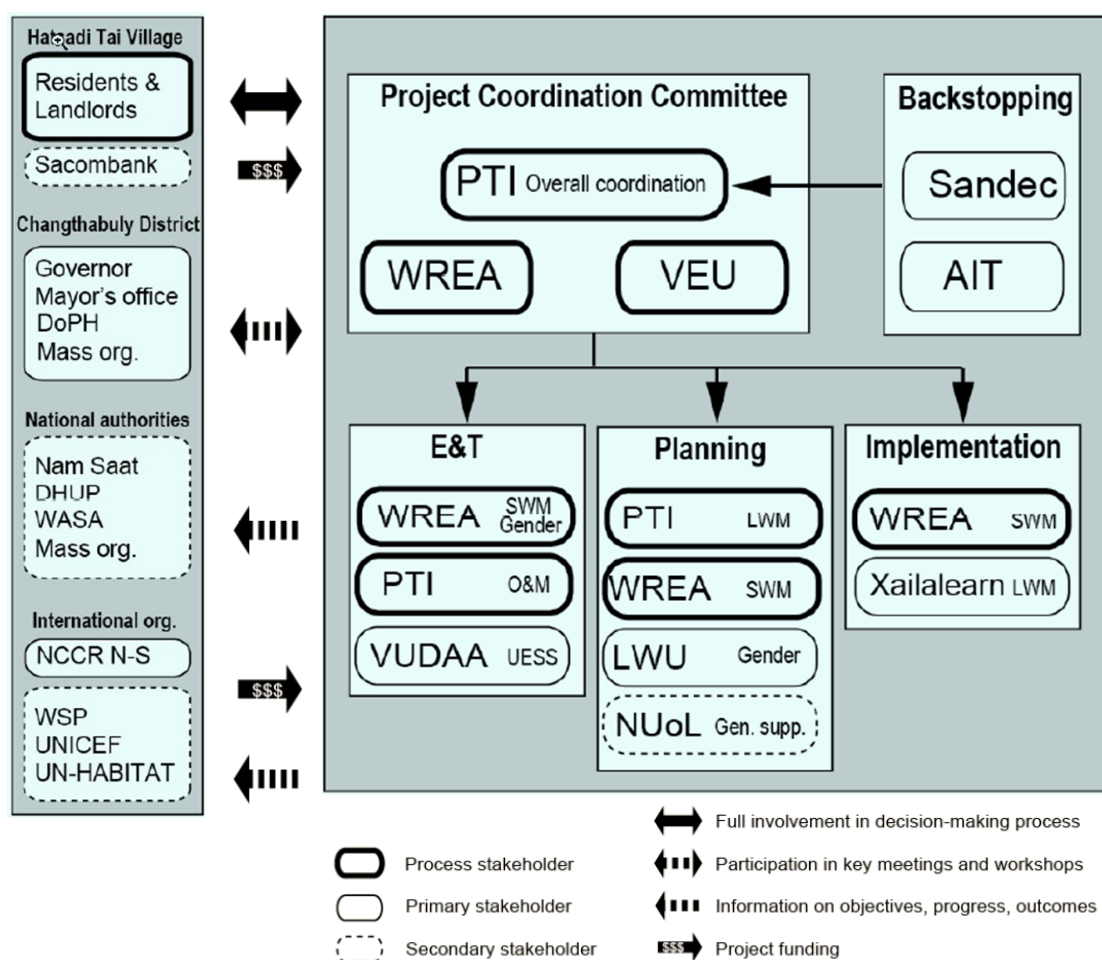 Hatsadi Tai Village
Residents &
Landlords
Sacombank
$$$
Changthabuly District
Governor
Mayor's office
DoPH
Mass org.
National authorities
Nam Saat
DHUP
WASA
Mass org.
International org.
NCCR N-S
$$$
WSP
UNICEF
UN-HABITAT
Project Coordination Committee
PTI Overall coordination
WREA
VEU
Backstopping
Sandec
AIT
E&T
WREA SWM
Gender
PTI O&M
VUDAA UESS
Planning
PTI LWM
WREA SWM
LWU Gender
NUoL Gen. supp.
Implementation
WREA SWM
Xailalearn LWM
Process stakeholder
Primary stakeholder
Secondary stakeholder
Full involvement in decision-making process
Participation in key meetings and workshops
Information on objectives, progress, outcomes
$$$ Project funding